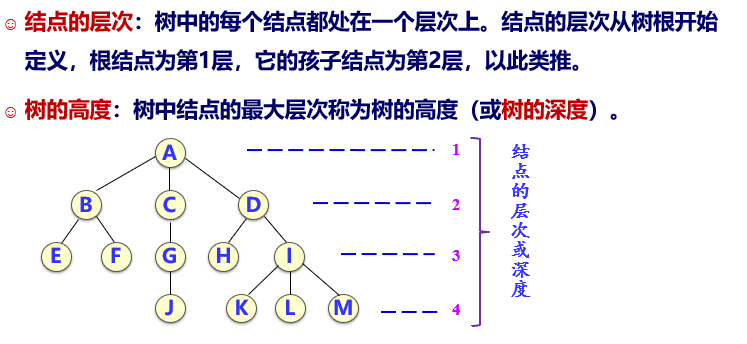 结点的层次：树中的每个结点都处在一个层次上。结点的层次从树根开始
定义，根结点为第1层，它的孩子结点为第2层，以此类推。
树的高度：树中结点的最大层次称为树的高度（或树的深度）。
A 1
B C D 2
E F G H I 3
J K L M 4
结点的层次或深度